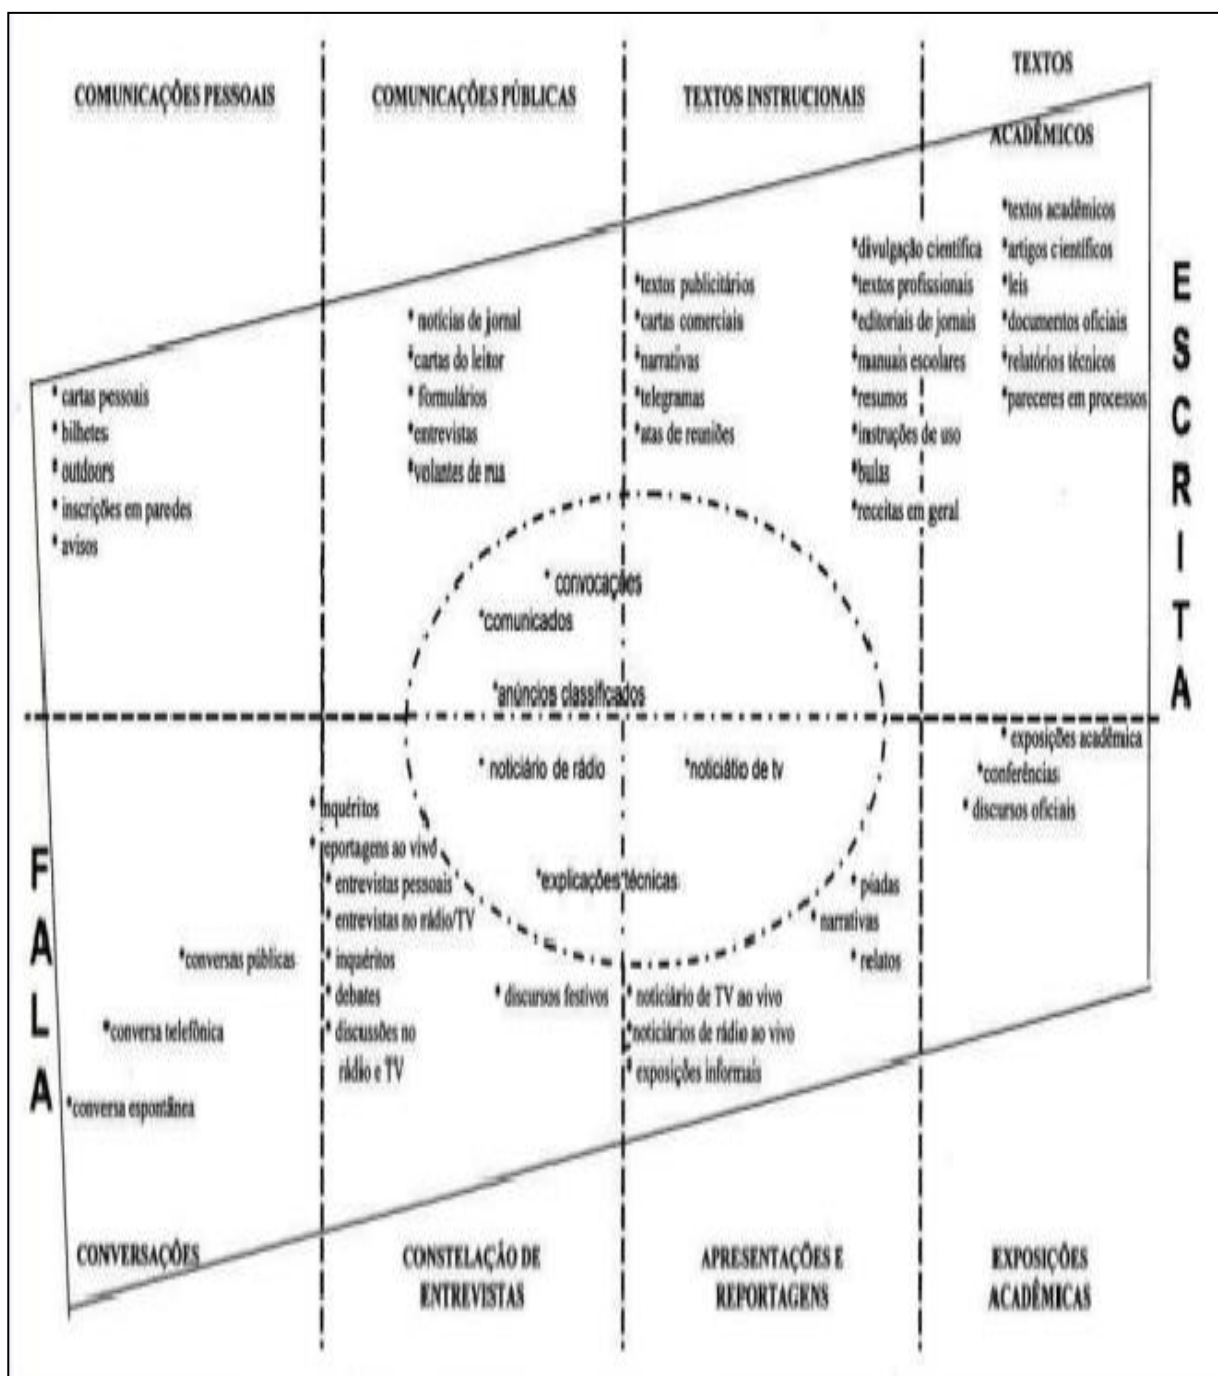 COMUNICAÇÕES PESSOAIS
COMUNICAÇÕES PÚBLICAS
TEXTOS INSTRUCIONAIS
TEXTOS
ACADÊMICOS
* cartas pessoais
* bilhetes
* outdoors
* inscrições em paredes
* avisos
* notícias de jornal
*cartas do leitor
* formulários
*entrevistas
*volantes de rua
*textos publicitários
*cartas comerciais
*narrativas
*telegramas
*atas de reuniões
*divulgação científica
*textos profissionais
*editoriais de jornais
*manuais escolares
*resumos
*instruções de uso
*bulas
*receitas em geral
*textos acadêmicos
*artigos científicos
*leis
*documentos oficiais
*relatórios técnicos
*pareceres em processos
ESCRITA
* convocações
*comunicados
*anúncios classificados
* noticiário de rádio
*noticiátio de tv
*explicações técnicas
* exposições acadêmica
*conferências
* discursos oficiais
FALA
*conversas públicas
*conversa telefônica
*conversa espontânea
* inquéritos
*reportagens ao vivo
* entrevistas pessoais
* entrevistas no rádio/TV
* inquéritos
* debates
* discussões no
rádio e TV
* discursos festivos
* piadas
* narrativas
* relatos
* noticiário de TV ao vivo
*noticiários de rádio ao vivo
* exposições informais
CONVERSAÇÕES
CONSTELAÇÃO DE
ENTREVISTAS
APRESENTAÇÕES E
REPORTAGENS
EXPOSIÇÕES
ACADÊMICAS